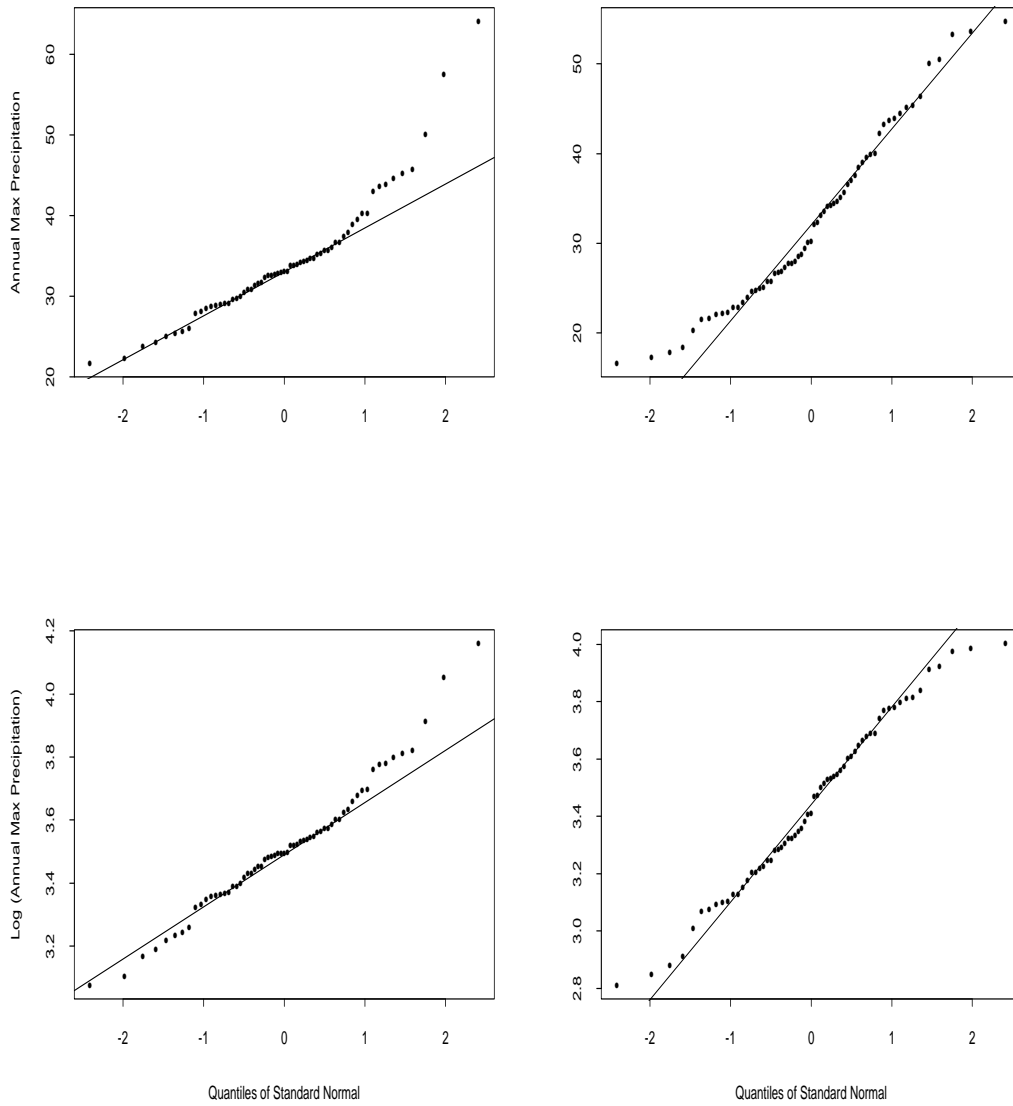 Annual Max Precipitation
60
50
40
30
20
-2 -1 0 1 2
50
40
30
20
-2 -1 0 1 2
Log (Annual Max Precipitation)
4.2
4.0
3.8
3.6
3.4
3.2
-2 -1 0 1 2
Quantiles of Standard Normal
4.0
3.8
3.6
3.4
3.2
3.0
2.8
-2 -1 0 1 2
Quantiles of Standard Normal